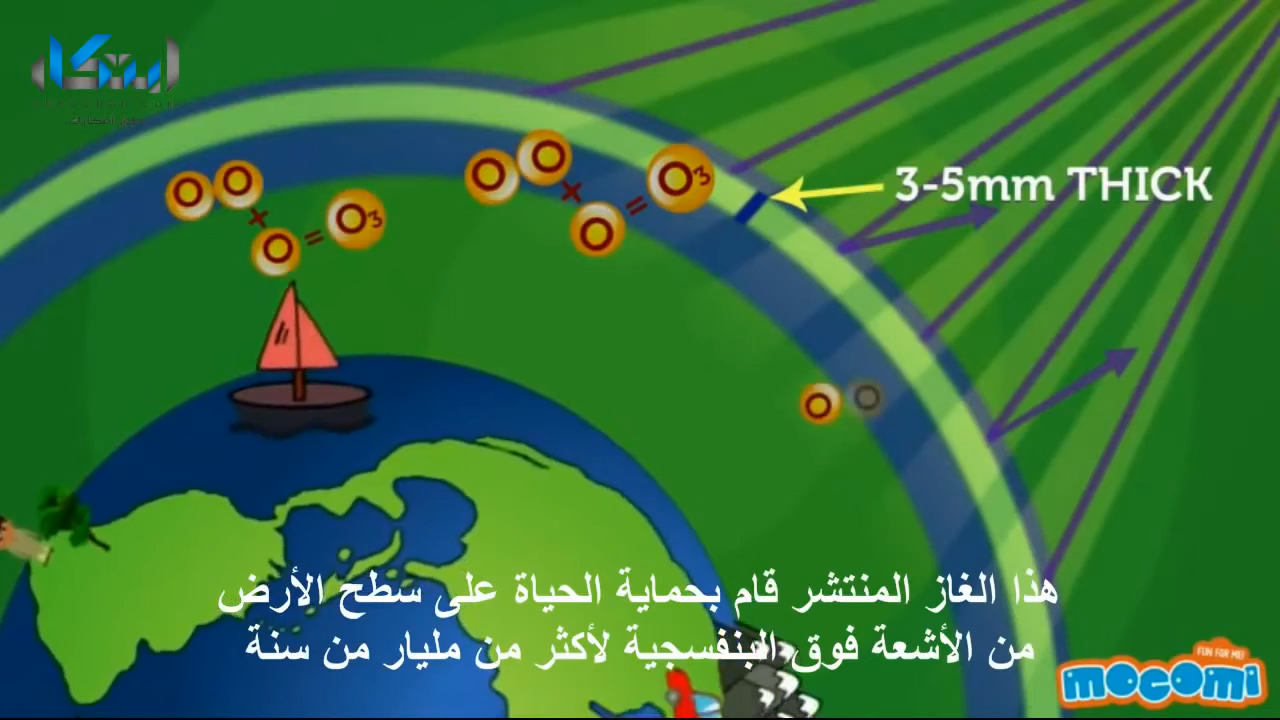 ايتكار
O O O O₃
+
=
O O O O₃
+
=
3-5mm THICK
O O
هذا الغاز المنتشر قام بحماية الحياة على سطح الأرض
من الأشعة فوق البنفسجية لأكثر من مليار من سنة
FUN FOR ME!
mocomi